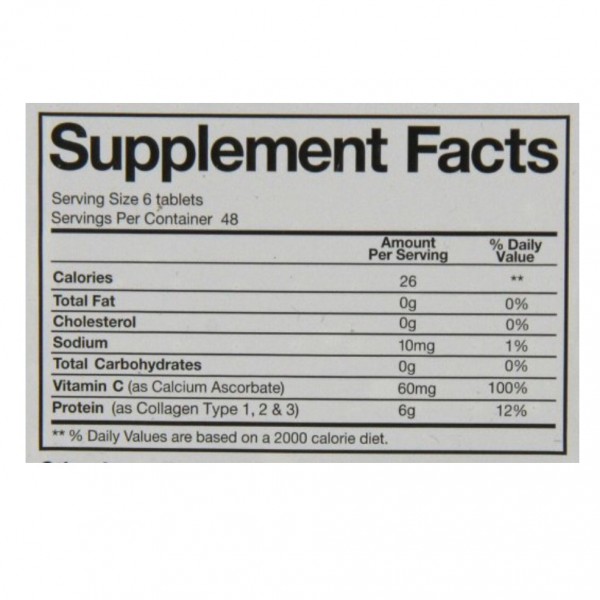 Supplement Facts
Serving Size 6 tablets
Servings Per Container 48
Amount Per Serving % Daily Value
Calories 26 **
Total Fat 0g 0%
Cholesterol 0g 0%
Sodium 10mg 1%
Total Carbohydrates 0g 0%
Vitamin C (as Calcium Ascorbate) 60mg 100%
Protein (as Collagen Type 1, 2 & 3) 6g 12%
** % Daily Values are based on a 2000 calorie diet.